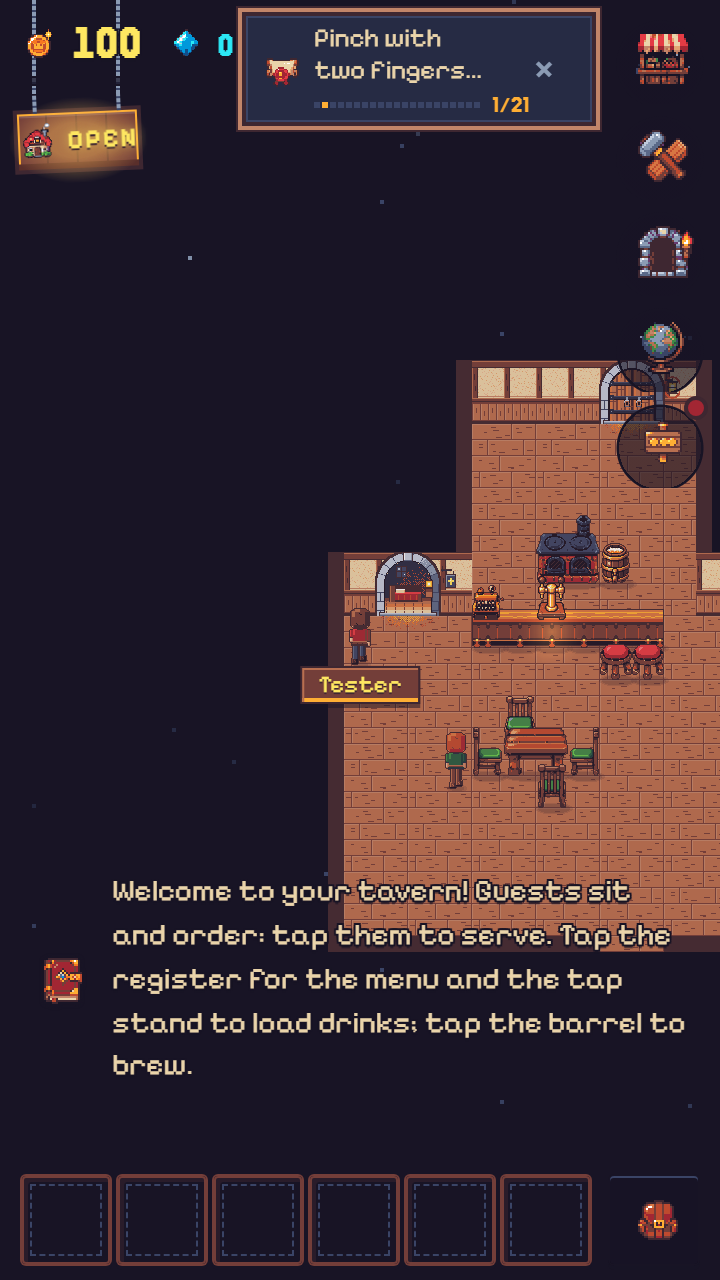 100
0
Pinch with
two fingers...
1/21
OPEN
Tester
Welcome to your tavern! Guests sit
and order: tap them to serve. Tap the
register for the menu and the tap
stand to load drinks; tap the barrel to
brew.